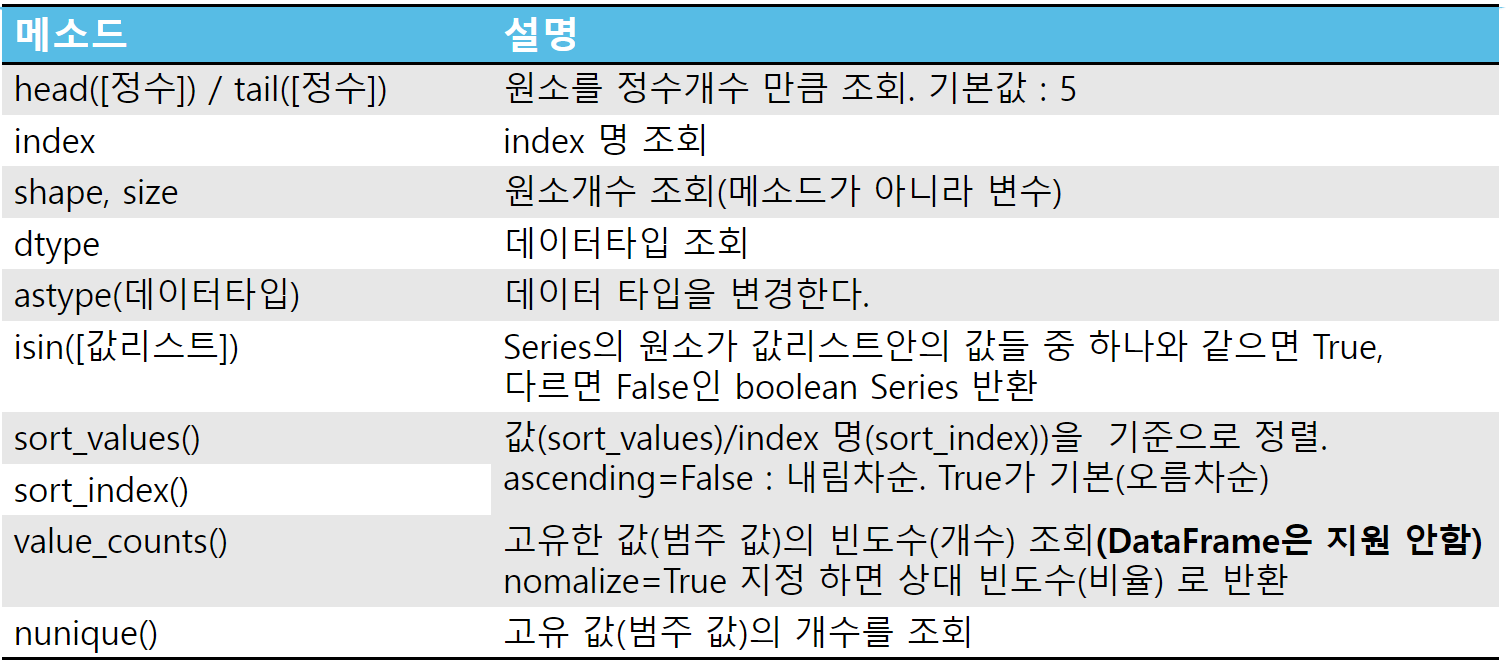 메소드 설명
head([정수]) / tail([정수]) 원소를 정수개수 만큼 조회. 기본값 : 5
index index 명 조회
shape, size 원소개수 조회(메소드가 아니라 변수)
dtype 데이터타입 조회
astype(데이터타입) 데이터 타입을 변경한다.
isin([값리스트]) Series의 원소가 값리스트안의 값들 중 하나와 같으면 True,
다르면 False인 boolean Series 반환
sort_values() 값(sort_values)/index 명(sort_index))을 기준으로 정렬.
sort_index() ascending=False : 내림차순. True가 기본(오름차순)
value_counts() 고유한 값(범주 값)의 빈도수(개수) 조회(DataFrame은 지원 안함)
nomalize=True 지정 하면 상대 빈도수(비율) 로 반환
nunique() 고유 값(범주 값)의 개수를 조회